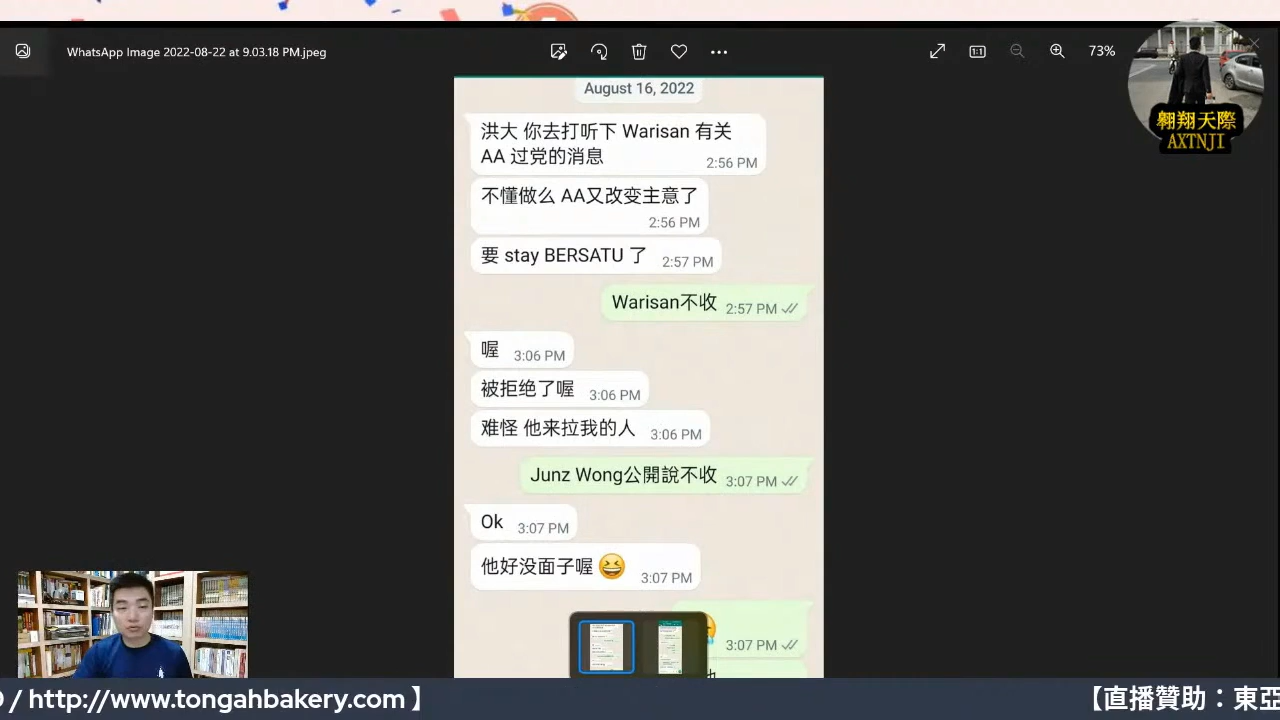 WhatsApp Image 2022-08-22 at 9.03.18 PM.jpeg
1:1
73%
翱翔天際
AXTNJI
August 16, 2022
洪大 你去打听下 Warisan 有关
AA 过党的消息
2:56 PM
不懂做么 AA又改变主意了
2:56 PM
要 stay BERSATU 了 2:57 PM
Warisan不收 2:57 PM
喔 3:06 PM
被拒绝了喔 3:06 PM
难怪 他来拉我的人 3:06 PM
Junz Wong公開說不收 3:07 PM
Ok 3:07 PM
他好没面子喔😆 3:07 PM
3:07 PM
/ http://www.tongahbakery.com 】
【直播贊助：東亞